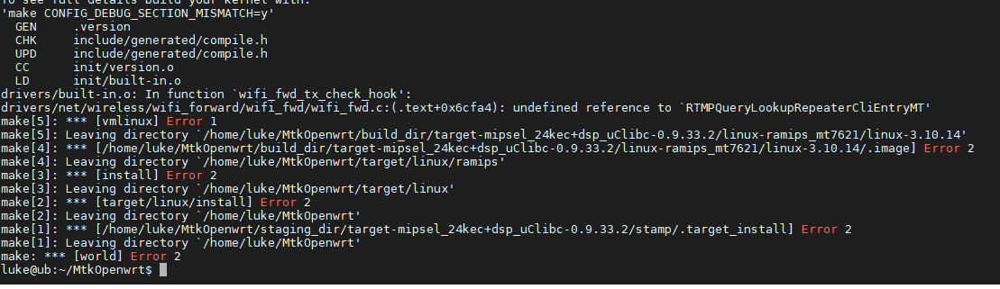 To see full details build your kernel with:
'make CONFIG_DEBUG_SECTION_MISMATCH=y'
  GEN     .version
  CHK     include/generated/compile.h
  UPD     include/generated/compile.h
  CC      init/version.o
  LD      init/built-in.o
drivers/built-in.o: In function `wifi_fwd_tx_check_hook':
drivers/net/wireless/wifi_forward/wifi_fwd/wifi_fwd.c:(.text+0x6cfa4): undefined reference to `RTMPQueryLookupRepeaterCliEntryMT'
make[5]: *** [vmlinux] Error 1
make[5]: Leaving directory `/home/luke/MtkOpenwrt/build_dir/target-mipsel_24kec+dsp_uClibc-0.9.33.2/linux-ramips_mt7621/linux-3.10.14'
make[4]: *** [/home/luke/MtkOpenwrt/build_dir/target-mipsel_24kec+dsp_uClibc-0.9.33.2/linux-ramips_mt7621/linux-3.10.14/.image] Error 2
make[4]: Leaving directory `/home/luke/MtkOpenwrt/target/linux/ramips'
make[3]: *** [install] Error 2
make[3]: Leaving directory `/home/luke/MtkOpenwrt/target/linux'
make[2]: *** [target/linux/install] Error 2
make[2]: Leaving directory `/home/luke/MtkOpenwrt'
make[1]: *** [/home/luke/MtkOpenwrt/staging_dir/target-mipsel_24kec+dsp_uClibc-0.9.33.2/stamp/.target_install] Error 2
make[1]: Leaving directory `/home/luke/MtkOpenwrt'
make: *** [world] Error 2
luke@ub:~/MtkOpenwrt$